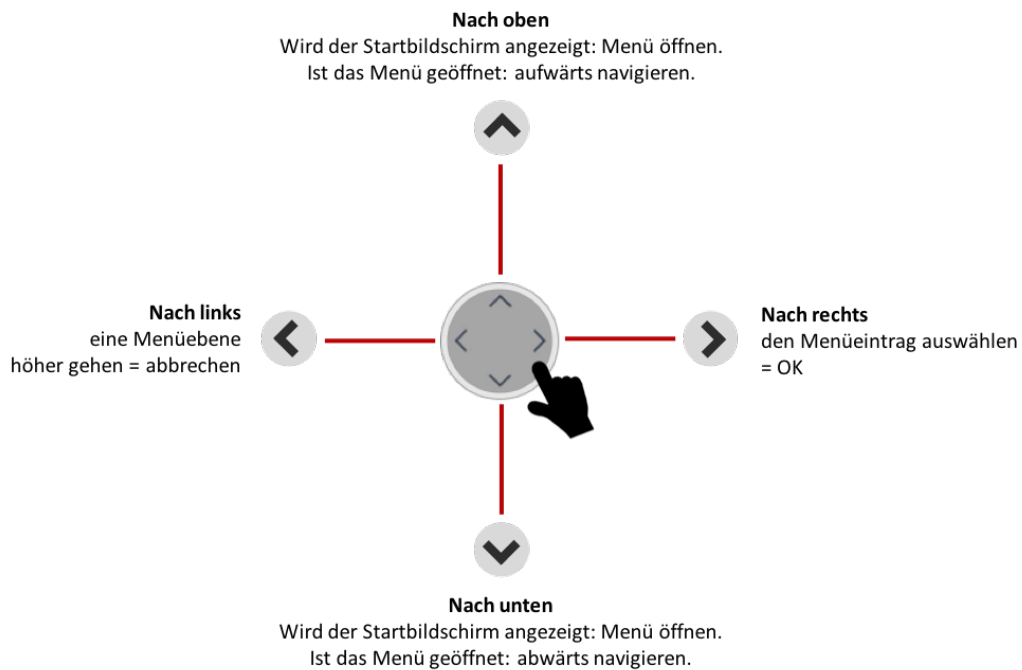 Nach oben
Wird der Startbildschirm angezeigt: Menü öffnen.
Ist das Menü geöffnet: aufwärts navigieren.
Nach links
eine Menüebene
höher gehen = abbrechen
Nach rechts
den Menüeintrag auswählen
= OK
Nach unten
Wird der Startbildschirm angezeigt: Menü öffnen.
Ist das Menü geöffnet: abwärts navigieren.